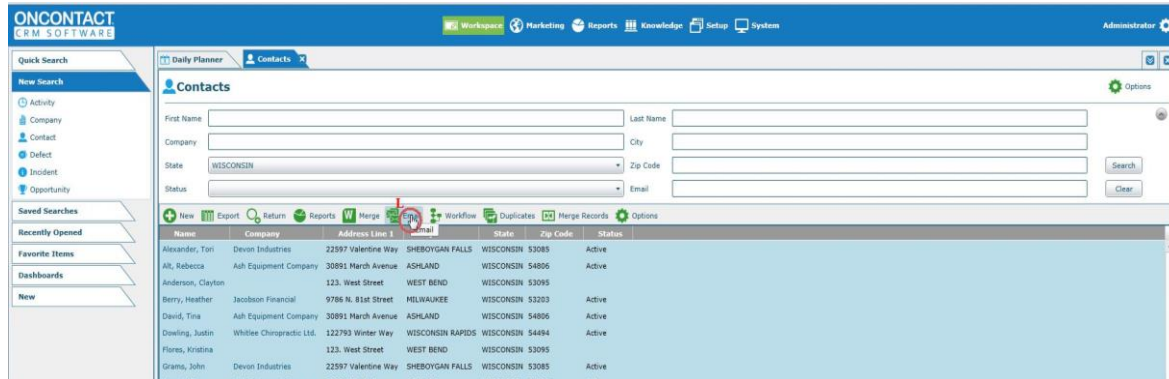 ONCONTACT
CRM SOFTWARE
Workspace Marketing Reports Knowledge Setup System
Administrator
Quick Search
New Search
Activity
Company
Contact
Defect
Incident
Opportunity
Saved Searches
Recently Opened
Favorite Items
Dashboards
New
Daily Planner Contacts X
Contacts
Options
First Name Last Name
Company City
State WISCONSIN Zip Code Search
Status Email Clear
L
New Export Return Reports Merge Email Workflow Duplicates Merge Records Options
Email
Name Company Address Line 1 State Zip Code Status
Alexander, Tori Devon Industries 22597 Valentine Way SHEBOYGAN FALLS WISCONSIN 53085 Active
Alt, Rebecca Ash Equipment Company 30891 March Avenue ASHLAND WISCONSIN 54806 Active
Anderson, Clayton 123. West Street WEST BEND WISCONSIN 53095
Berry, Heather Jacobson Financial 9786 N. 81st Street MILWAUKEE WISCONSIN 53203 Active
David, Tina Ash Equipment Company 30891 March Avenue ASHLAND WISCONSIN 54806 Active
Dowling, Justin Whitlee Chiropractic Ltd. 122793 Winter Way WISCONSIN RAPIDS WISCONSIN 54494 Active
Flores, Kristina 123. West Street WEST BEND WISCONSIN 53095
Grams, John Devon Industries 22597 Valentine Way SHEBOYGAN FALLS WISCONSIN 53085 Active